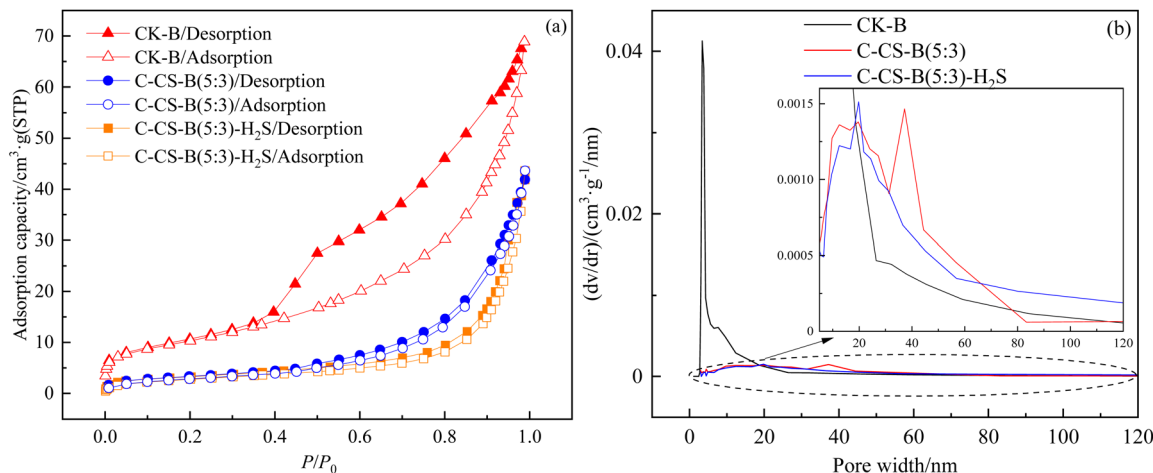 (a)
CK-B/Desorption
CK-B/Adsorption
C-CS-B(5:3)/Desorption
C-CS-B(5:3)/Adsorption
C-CS-B(5:3)-H₂S/Desorption
C-CS-B(5:3)-H₂S/Adsorption
Adsorption capacity/cm³·g(STP)
70
60
50
40
30
20
10
0
0.0 0.2 0.4 0.6 0.8 1.0
P/P₀
(b)
CK-B
C-CS-B(5:3)
C-CS-B(5:3)-H₂S
(dv/dr)/(cm³·g⁻¹/nm)
0.04
0.02
0
0.0015
0.0010
0.0005
0
20 40 60 80 100 120
0 20 40 60 80 100 120
Pore width/nm